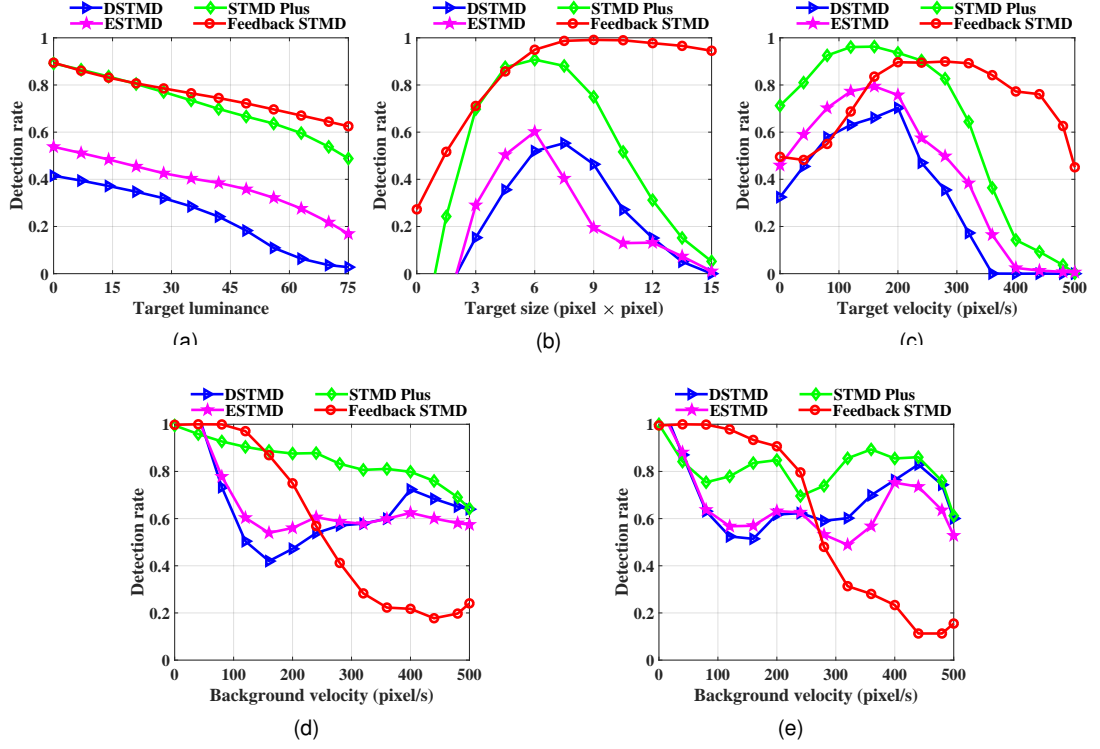 DSTMD STMD Plus
ESTMD Feedback STMD
1
0.8
0.6
0.4
0.2
0
Detection rate
0 15 30 45 60 75
Target luminance
(a)
DSTMD STMD Plus
ESTMD Feedback STMD
1
0.8
0.6
0.4
0.2
0
Detection rate
0 3 6 9 12 15
Target size (pixel × pixel)
(b)
DSTMD STMD Plus
ESTMD Feedback STMD
1
0.8
0.6
0.4
0.2
0
Detection rate
0 100 200 300 400 500
Target velocity (pixel/s)
(c)
DSTMD STMD Plus
ESTMD Feedback STMD
1
0.8
0.6
0.4
0.2
0
Detection rate
0 100 200 300 400 500
Background velocity (pixel/s)
(d)
DSTMD STMD Plus
ESTMD Feedback STMD
1
0.8
0.6
0.4
0.2
0
Detection rate
0 100 200 300 400 500
Background velocity (pixel/s)
(e)